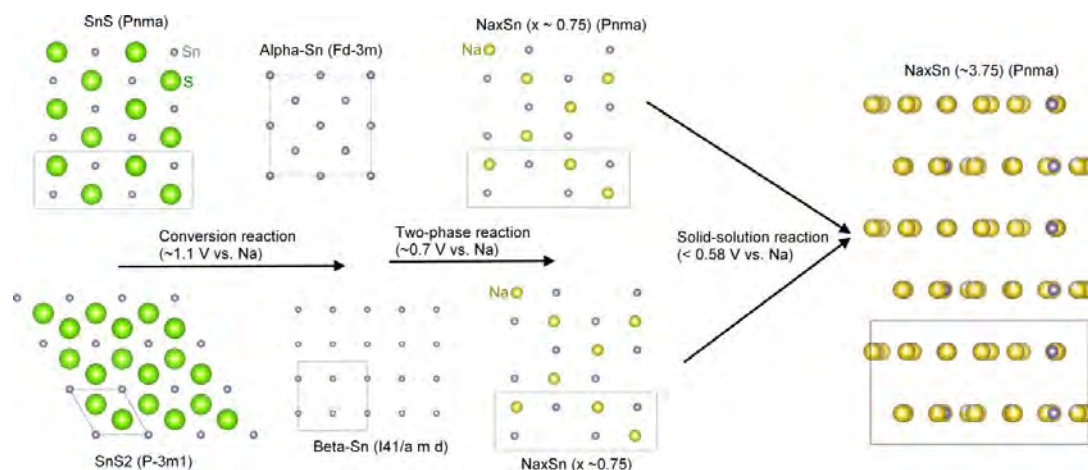 SnS (Pnma)
Sn
S
Alpha-Sn (Fd-3m)
NaxSn (x ~ 0.75) (Pnma)
Na
NaxSn (~3.75) (Pnma)
Conversion reaction
(~1.1 V vs. Na)
Two-phase reaction
(~0.7 V vs. Na)
Solid-solution reaction
(< 0.58 V vs. Na)
Na
SnS2 (P-3m1)
Beta-Sn (I41/a m d)
NaxSn (x ~0.75)